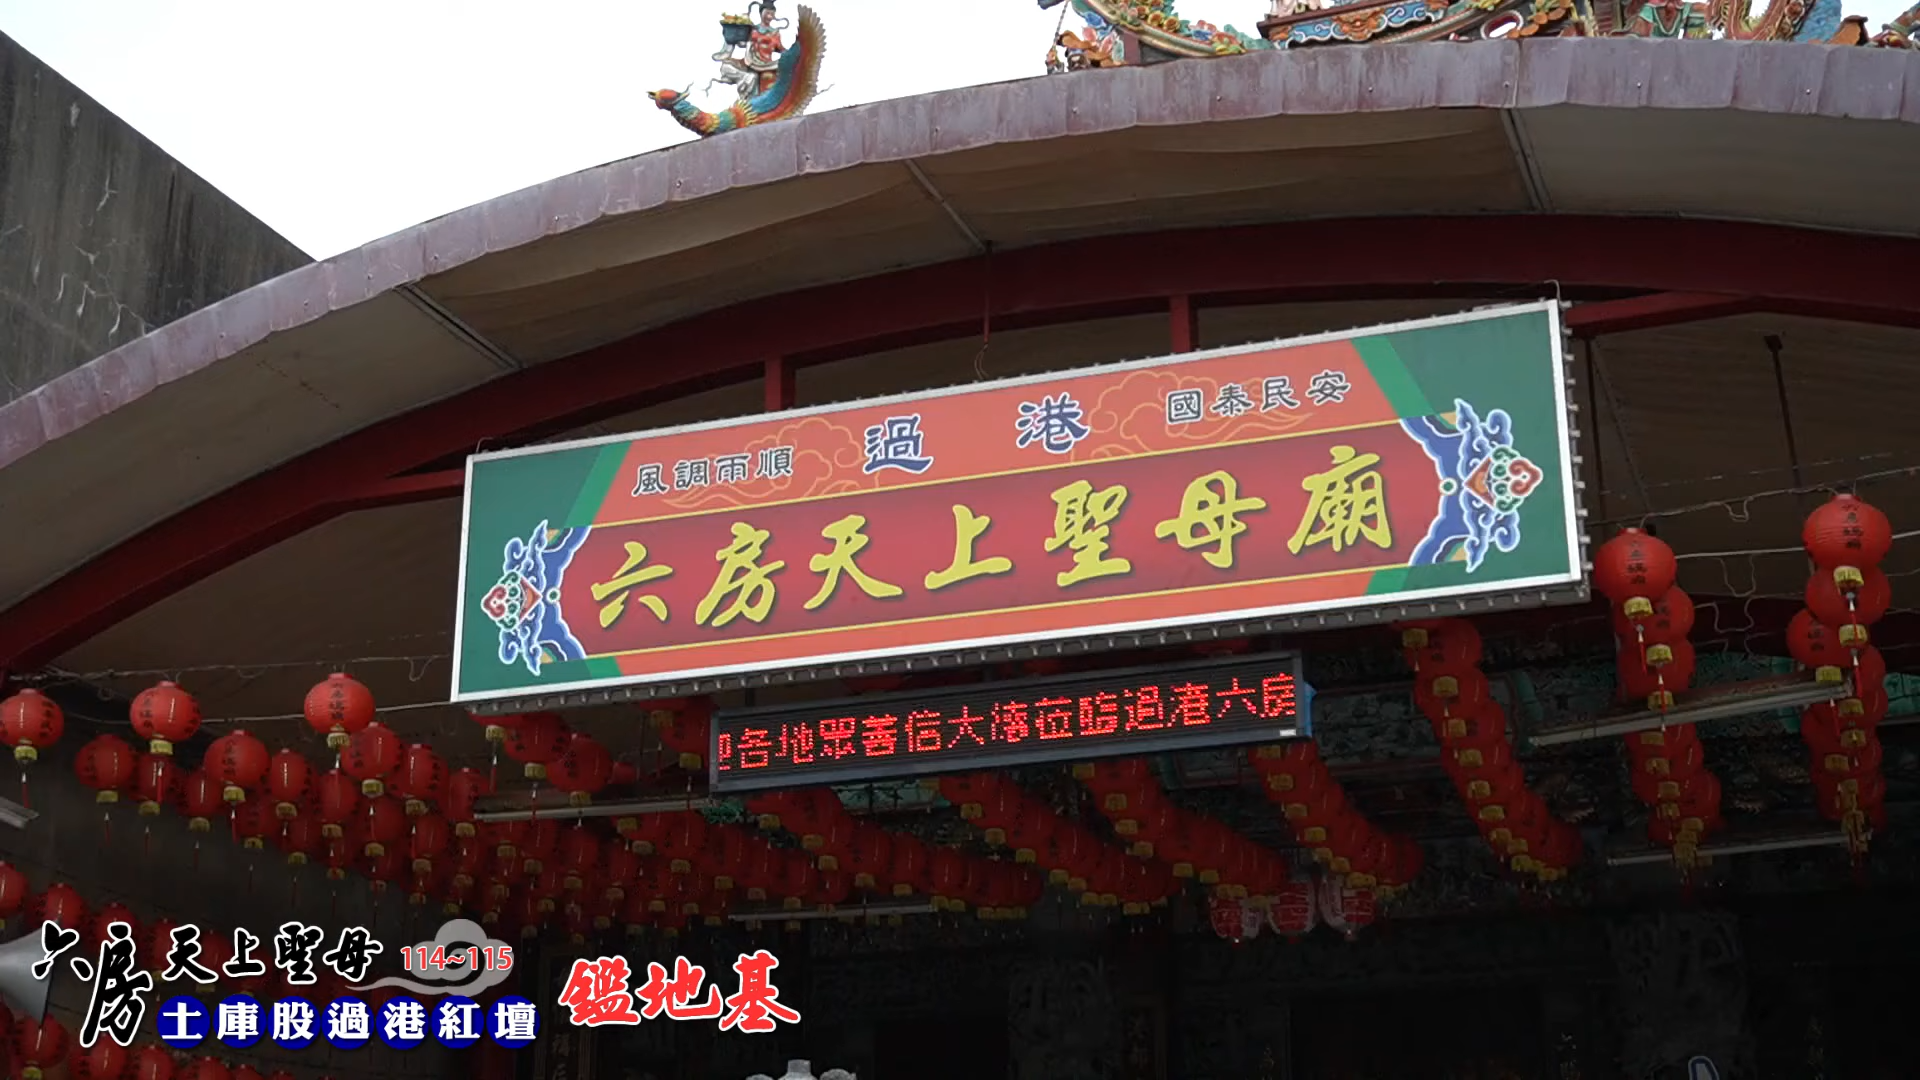 風調雨順 過港 國泰民安
六房天上聖母廟
各地眾善信大德蒞臨過港六房
六房天上聖母 114~115
土庫股過港紅壇
鑑地基